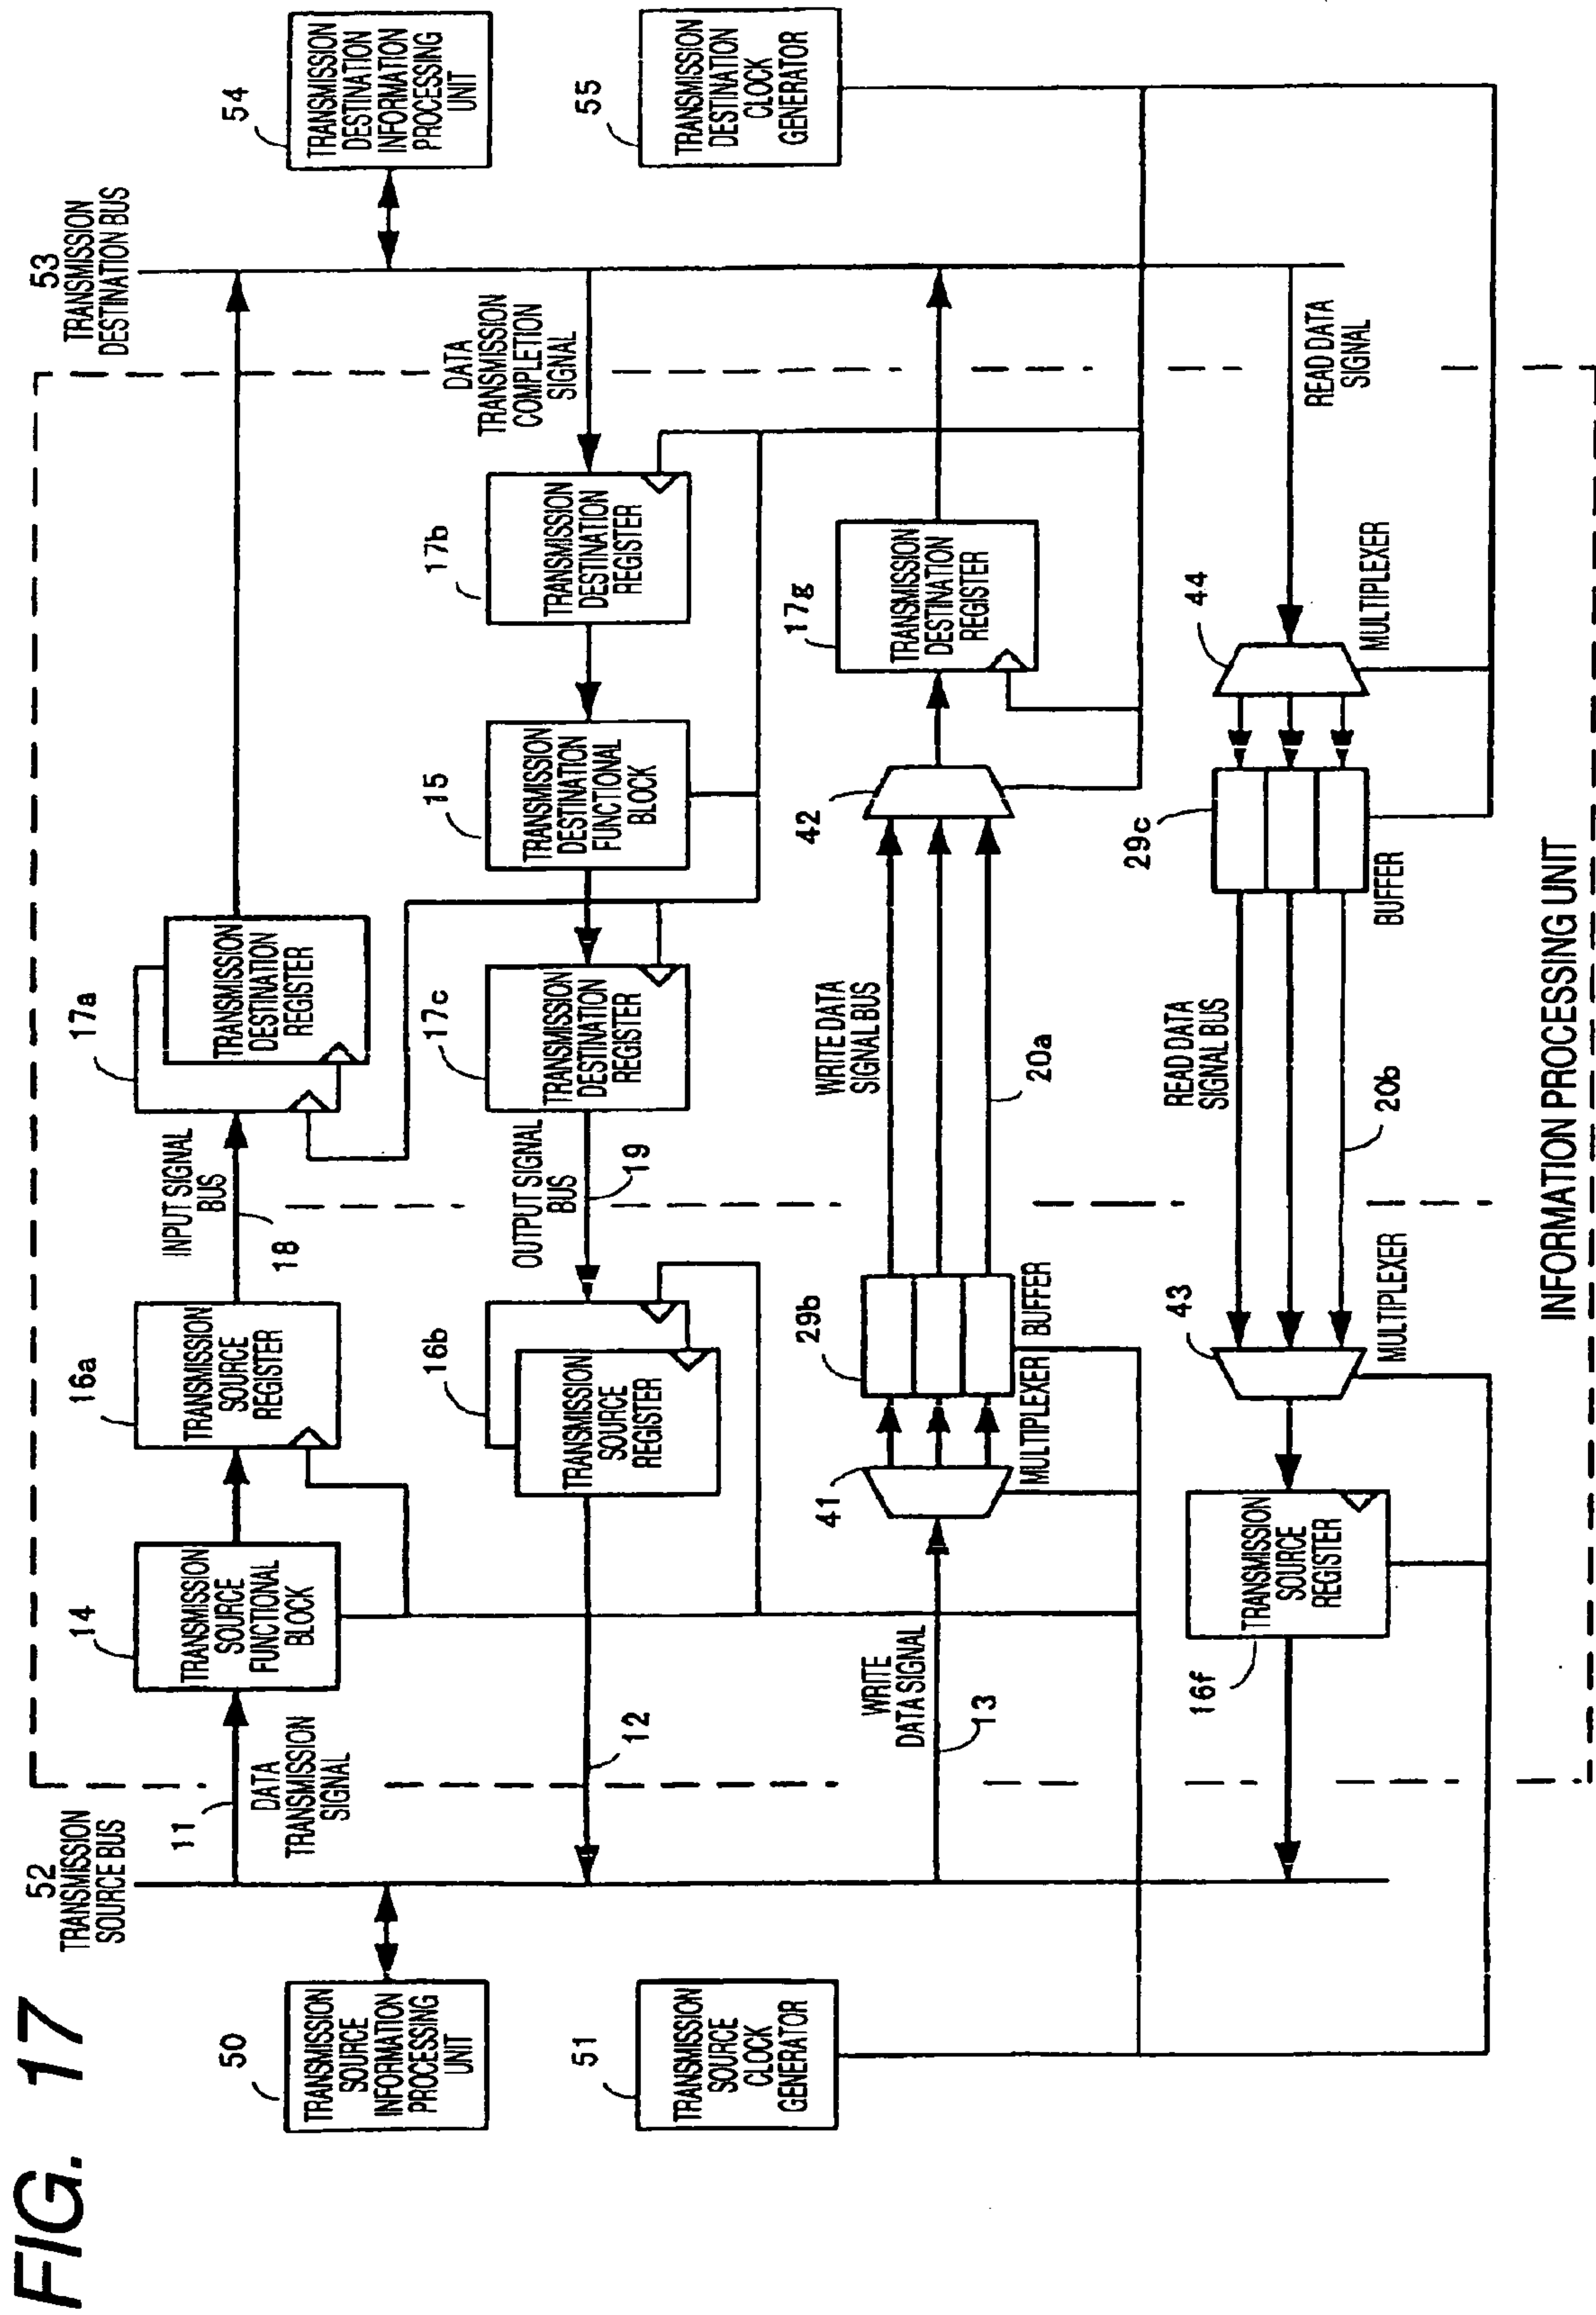 FIG. 17
52
TRANSMISSION
SOURCE BUS
53
TRANSMISSION
DESTINATION BUS
50
TRANSMISSION
SOURCE
INFORMATION
PROCESSING
UNIT
51
TRANSMISSION
SOURCE
CLOCK
GENERATOR
11
DATA
TRANSMISSION
SIGNAL
14
TRANSMISSION
SOURCE
FUNCTIONAL
BLOCK
16a
TRANSMISSION
SOURCE
REGISTER
INPUT SIGNAL
BUS
18
17a
TRANSMISSION
DESTINATION
REGISTER
54
TRANSMISSION
DESTINATION
INFORMATION
PROCESSING
UNIT
55
TRANSMISSION
DESTINATION
CLOCK
GENERATOR
12
16b
TRANSMISSION
SOURCE
REGISTER
OUTPUT SIGNAL
BUS
19
17c
TRANSMISSION
DESTINATION
REGISTER
15
TRANSMISSION
DESTINATION
FUNCTIONAL
BLOCK
17b
TRANSMISSION
DESTINATION
REGISTER
DATA
TRANSMISSION
COMPLETION
SIGNAL
WRITE
DATA SIGNAL
13
41
MULTIPLEXER
29b
BUFFER
WRITE DATA
SIGNAL BUS
20a
42
17g
TRANSMISSION
DESTINATION
REGISTER
16f
TRANSMISSION
SOURCE
REGISTER
43
MULTIPLEXER
READ DATA
SIGNAL BUS
20b
29c
BUFFER
44
MULTIPLEXER
READ DATA
SIGNAL
INFORMATION PROCESSING UNIT